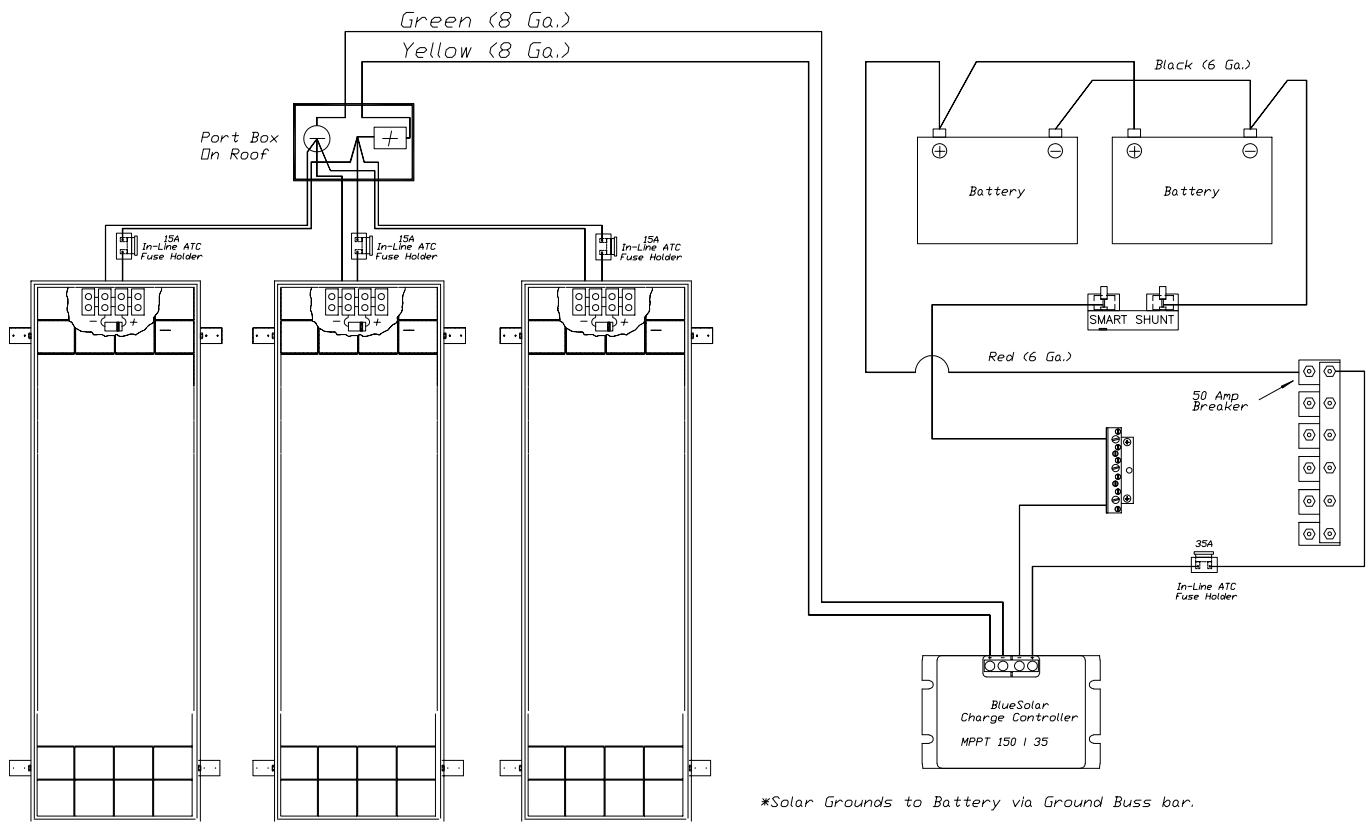 Green (8 Ga.)
Yellow (8 Ga.)
Black (6 Ga.)
Port Box
On Roof
+
-
+
-
Battery
Battery
15A
In-Line ATC
Fuse Holder
15A
In-Line ATC
Fuse Holder
15A
In-Line ATC
Fuse Holder
- +
- +
- +
SMART SHUNT
Red (6 Ga.)
50 Amp
Breaker
35A
In-Line ATC
Fuse Holder
BlueSolar
Charge Controller
MPPT 150 | 35
*Solar Grounds to Battery via Ground Buss bar.